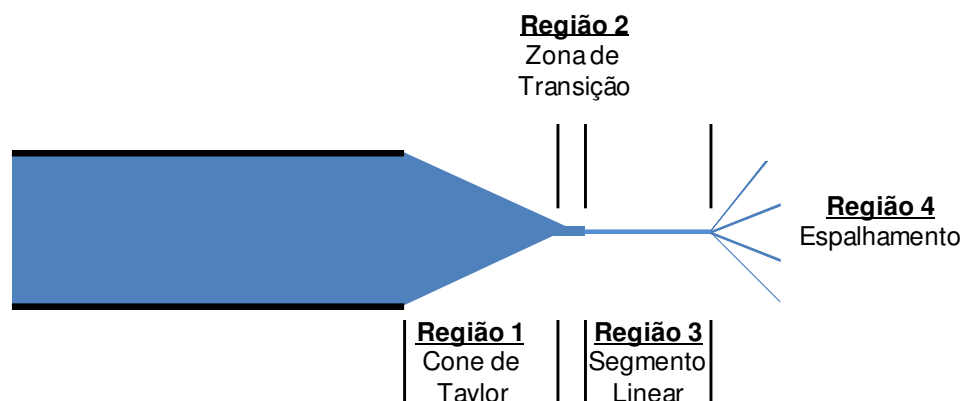 Região 2
Zona de
Transição
Região 4
Espalhamento
Região 1
Cone de
Taylor
Região 3
Segmento
Linear